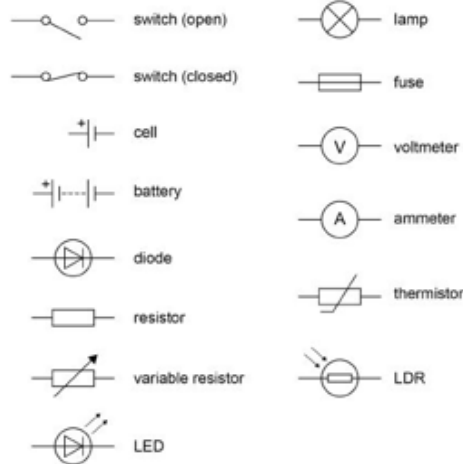 switch (open)
switch (closed)
+
cell
+
battery
diode
resistor
variable resistor
LED
lamp
fuse
V
voltmeter
A
ammeter
thermistor
LDR